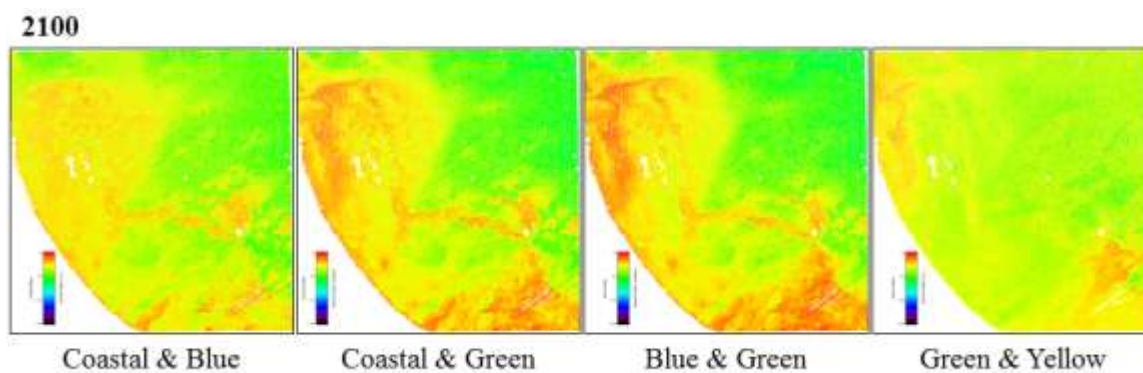 2100
Coastal & Blue
Coastal & Green
Blue & Green
Green & Yellow